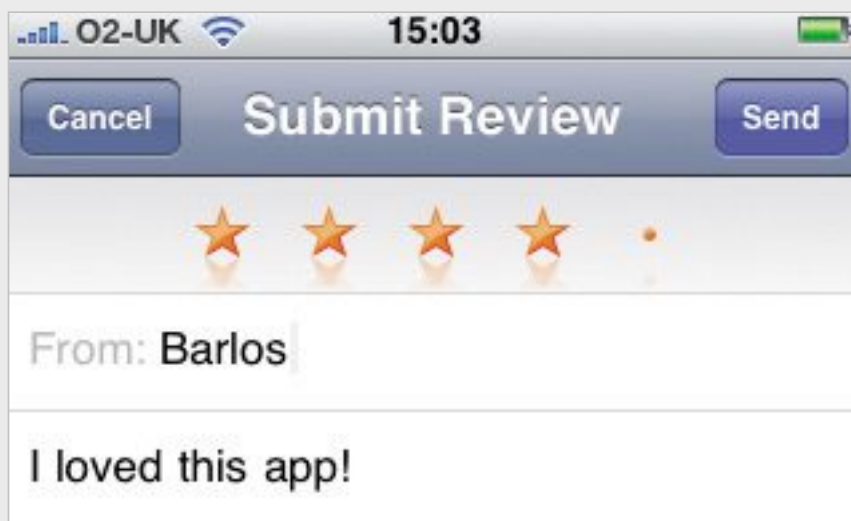 O2-UK 15:03
Cancel Submit Review Send
From: Barlos
I loved this app!